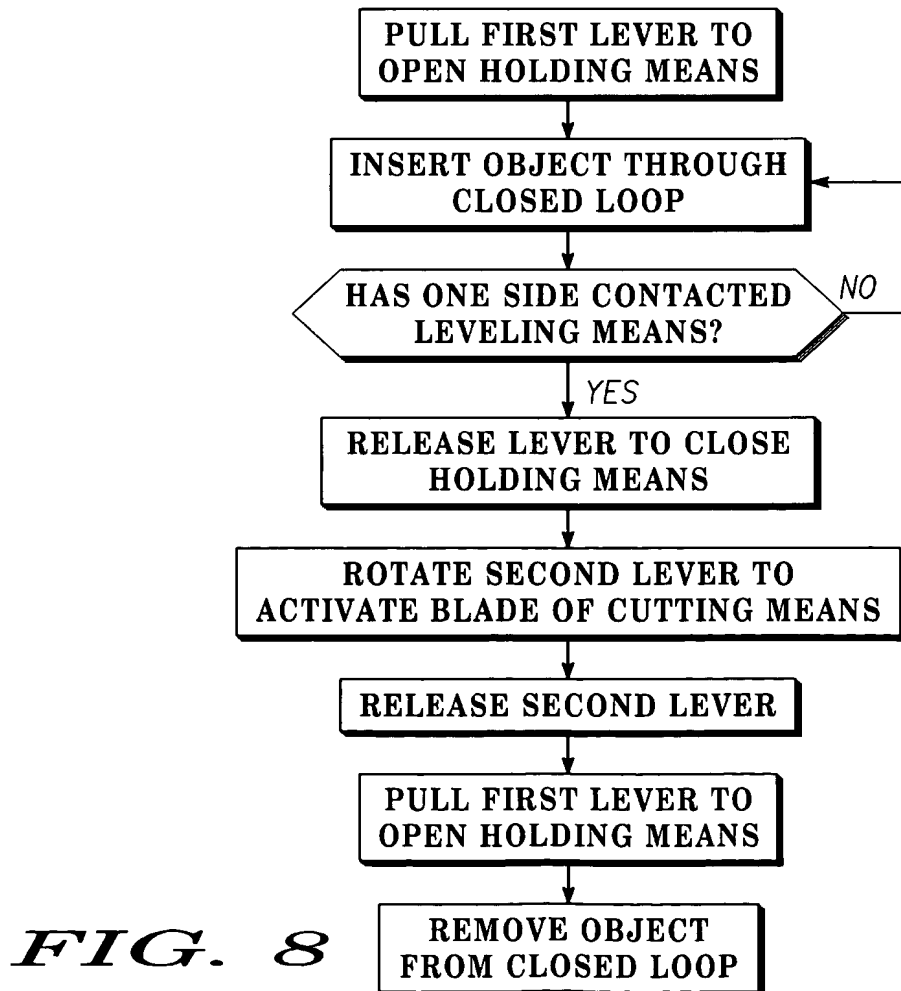 PULL FIRST LEVER TO
OPEN HOLDING MEANS
INSERT OBJECT THROUGH
CLOSED LOOP
HAS ONE SIDE CONTACTED
LEVELING MEANS?
NO
YES
RELEASE LEVER TO CLOSE
HOLDING MEANS
ROTATE SECOND LEVER TO
ACTIVATE BLADE OF CUTTING MEANS
RELEASE SECOND LEVER
PULL FIRST LEVER TO
OPEN HOLDING MEANS
REMOVE OBJECT
FROM CLOSED LOOP
FIG. 8